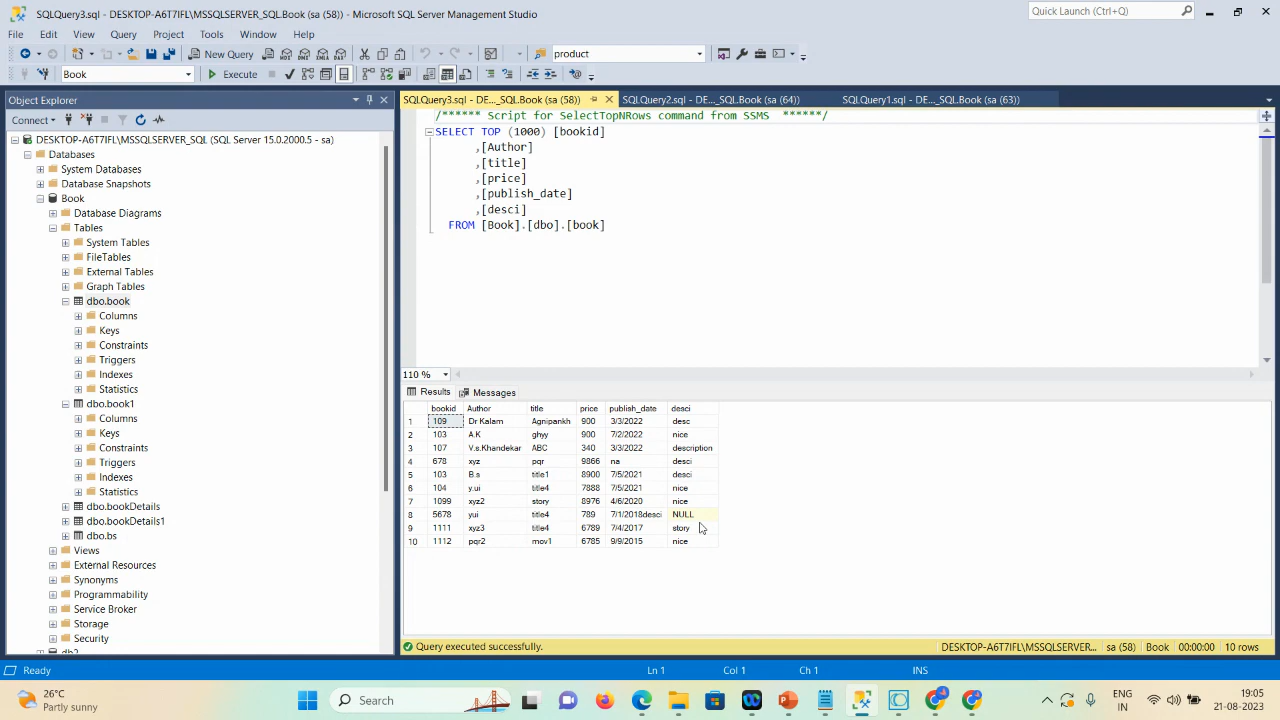 SQLQuery3.sql - DESKTOP-A6T7IFL\MSSQLSERVER_SQL.Book (sa (58)) - Microsoft SQL Server Management Studio
Quick Launch (Ctrl+Q)
File Edit View Query Project Tools Window Help
New Query
MDX DMX XMLA DAX
product
Book
Execute
Object Explorer
Connect
DESKTOP-A6T7IFL\MSSQLSERVER_SQL (SQL Server 15.0.2000.5 - sa)
Databases
System Databases
Database Snapshots
Book
Database Diagrams
Tables
System Tables
FileTables
External Tables
Graph Tables
dbo.book
Columns
Keys
Constraints
Triggers
Indexes
Statistics
dbo.book1
Columns
Keys
Constraints
Triggers
Indexes
Statistics
dbo.bookDetails
dbo.bookDetails1
dbo.bs
Views
External Resources
Synonyms
Programmability
Service Broker
Storage
Security
db2
SQLQuery3.sql - DE..._SQL.Book (sa (58)) SQLQuery2.sql - DE..._SQL.Book (sa (64)) SQLQuery1.sql - DE..._SQL.Book (sa (63))
/****** Script for SelectTopNRows command from SSMS ******/
SELECT TOP (1000) [bookid]
,[Author]
,[title]
,[price]
,[publish_date]
,[desci]
FROM [Book].[dbo].[book]
110 %
Results Messages
bookid Author title price publish_date desci
1 109 Dr Kalam Agnipankh 900 3/3/2022 desc
2 103 A.K ghyy 900 7/2/2022 nice
3 107 V.s.Khandekar ABC 340 3/3/2022 description
4 678 xyz pqr 9866 na desci
5 103 B.s title1 8900 7/5/2021 desci
6 104 y.ui title4 7888 7/5/2021 nice
7 1099 xyz2 story 8976 4/6/2020 nice
8 5678 yui title4 789 7/1/2018desci NULL
9 1111 xyz3 title4 6789 7/4/2017 story
10 1112 pqr2 mov1 6785 9/9/2015 nice
Query executed successfully.
DESKTOP-A6T7IFL\MSSQLSERVER... sa (58) Book 00:00:00 10 rows
Ready Ln 1 Col 1 Ch 1 INS
26°C
Partly sunny
Search
ENG
IN
19:05
21-08-2023